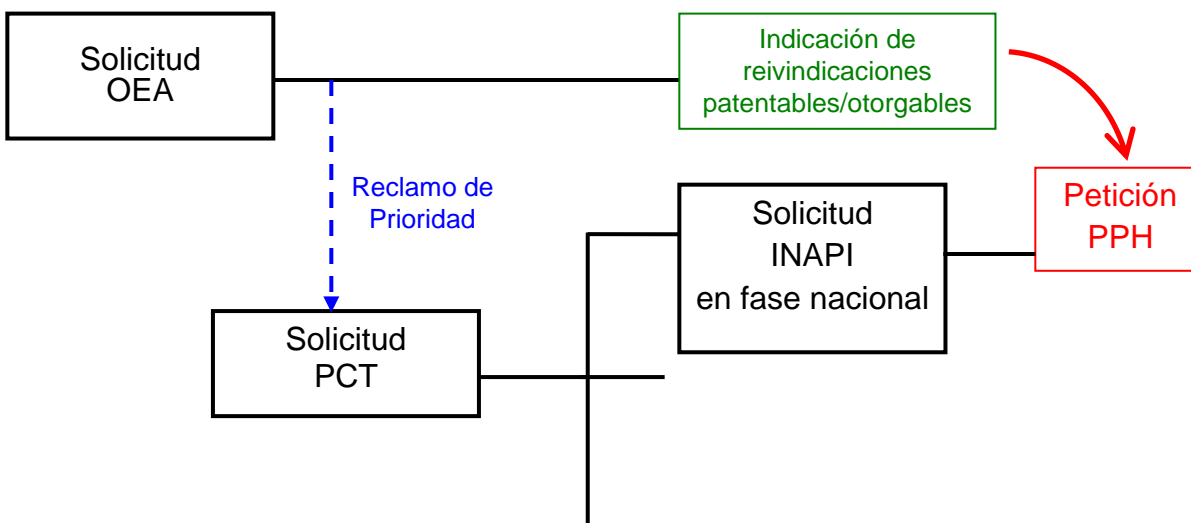 Solicitud
OEA
Indicación de
reivindicaciones
patentables/otorgables
Reclamo de
Prioridad
Solicitud
INAPI
en fase nacional
Petición
PPH
Solicitud
PCT